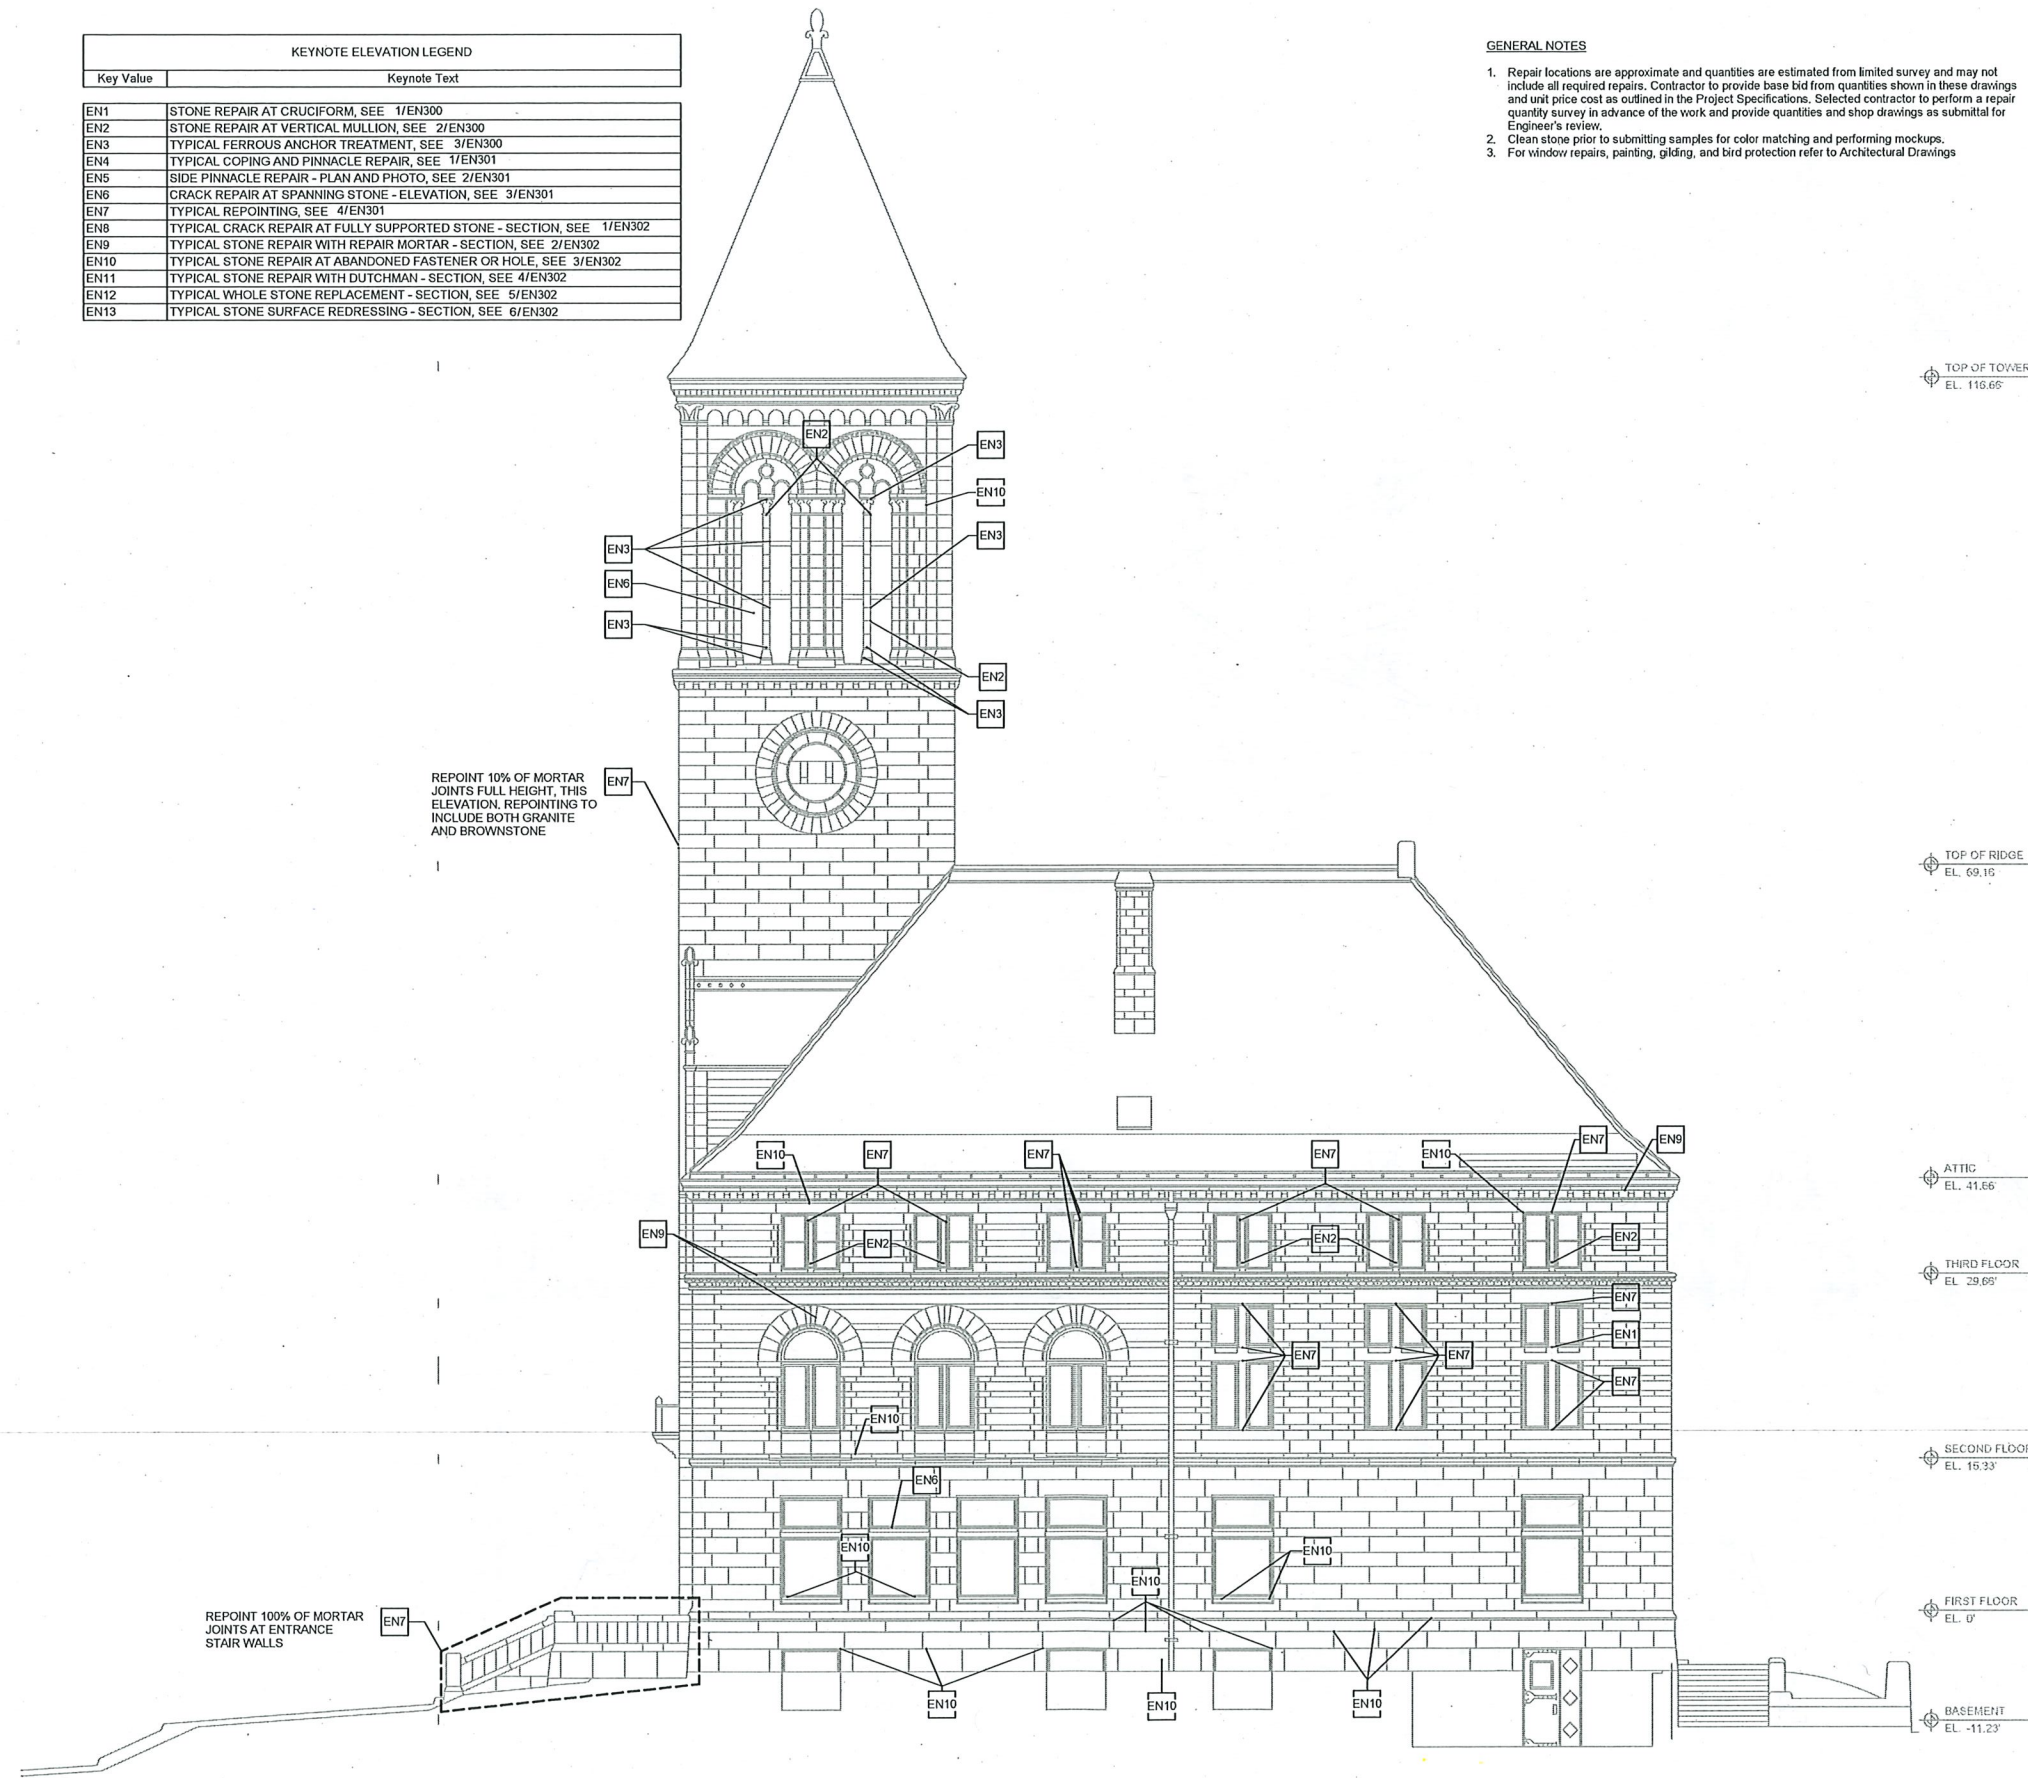 KEYNOTE ELEVATION LEGEND
Key Value Keynote Text
EN1 STONE REPAIR AT CRUCIFORM, SEE 1/EN300
EN2 STONE REPAIR AT VERTICAL MULLION, SEE 2/EN300
EN3 TYPICAL FERROUS ANCHOR TREATMENT, SEE 3/EN300
EN4 TYPICAL COPING AND PINNACLE REPAIR, SEE 1/EN301
EN5 SIDE PINNACLE REPAIR - PLAN AND PHOTO, SEE 2/EN301
EN6 CRACK REPAIR AT SPANNING STONE - ELEVATION, SEE 3/EN301
EN7 TYPICAL REPOINTING, SEE 4/EN301
EN8 TYPICAL CRACK REPAIR AT FULLY SUPPORTED STONE - SECTION, SEE 1/EN302
EN9 TYPICAL STONE REPAIR WITH REPAIR MORTAR - SECTION, SEE 2/EN302
EN10 TYPICAL STONE REPAIR AT ABANDONED FASTENER OR HOLE, SEE 3/EN302
EN11 TYPICAL STONE REPAIR WITH DUTCHMAN - SECTION, SEE 4/EN302
EN12 TYPICAL WHOLE STONE REPLACEMENT - SECTION, SEE 5/EN302
EN13 TYPICAL STONE SURFACE REDRESSING - SECTION, SEE 6/EN302
GENERAL NOTES
1. Repair locations are approximate and quantities are estimated from limited survey and may not
include all required repairs. Contractor to provide base bid from quantities shown in these drawings
and unit price cost as outlined in the Project Specifications. Selected contractor to perform a repair
quantity survey in advance of the work and provide quantities and shop drawings as submittal for
Engineer's review.
2. Clean stone prior to submitting samples for color matching and performing mockups.
3. For window repairs, painting, gilding, and bird protection refer to Architectural Drawings
TOP OF TOWER
EL. 116.66'
EN2
EN3
EN10
EN3
EN3
EN6
EN3
EN2
EN3
REPOINT 10% OF MORTAR
JOINTS FULL HEIGHT, THIS
ELEVATION. REPOINTING TO
INCLUDE BOTH GRANITE
AND BROWNSTONE
EN7
TOP OF RIDGE
EL. 69.16
EN10
EN7
EN7
EN7
EN10
EN7
EN9
ATTIC
EL. 41.66'
EN9
EN2
EN2
EN2
THIRD FLOOR
EL 29.66'
EN7
EN1
EN7
EN7
EN7
EN10
SECOND FLOOR
EL. 16.33'
EN6
EN10
EN10
EN10
REPOINT 100% OF MORTAR
JOINTS AT ENTRANCE
STAIR WALLS
EN7
FIRST FLOOR
EL. 0'
EN10
EN10
EN10
BASEMENT
EL. -11.23'